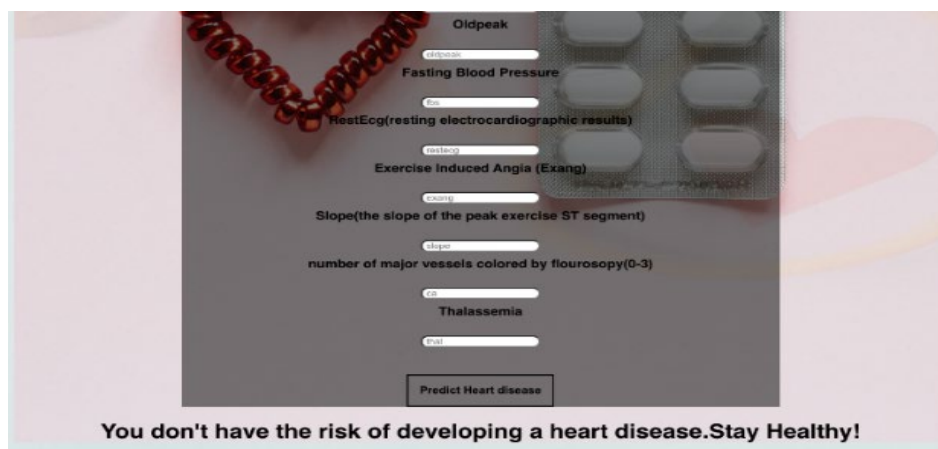 Oldpeak
oldpeak
Fasting Blood Pressure
fbs
RestEcg(resting electrocardiographic results)
restecg
Exercise Induced Angia (Exang)
exang
Slope(the slope of the peak exercise ST segment)
slope
number of major vessels colored by flourosopy(0-3)
ca
Thalassemia
thal
Predict Heart disease
You don't have the risk of developing a heart disease.Stay Healthy!